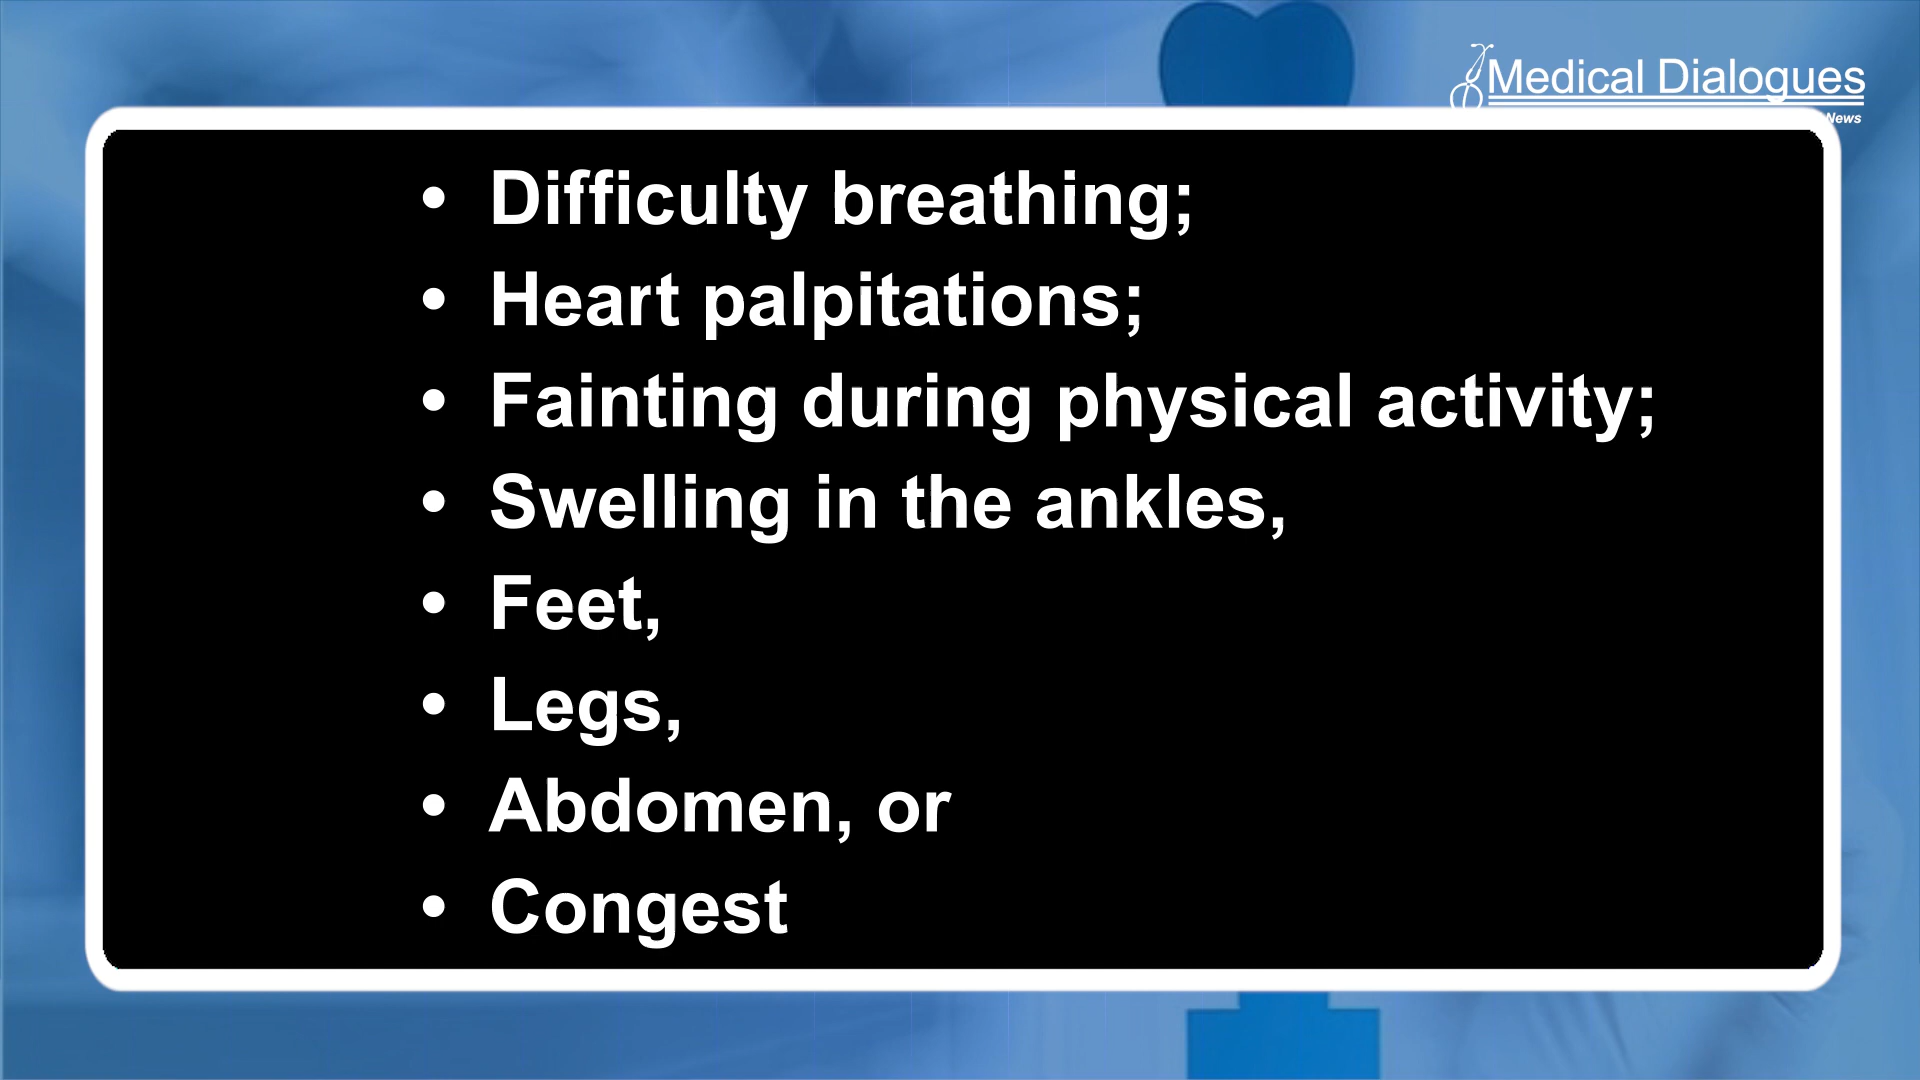 Medical Dialogues
News
• Difficulty breathing;
• Heart palpitations;
• Fainting during physical activity;
• Swelling in the ankles,
• Feet,
• Legs,
• Abdomen, or
• Congest